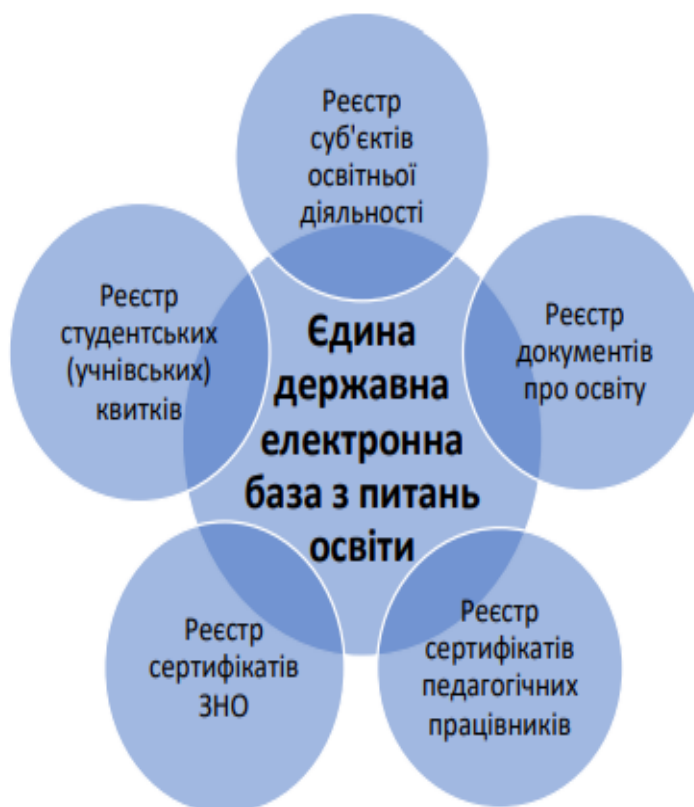 Реєстр
суб'єктів
освітньої
діяльності
Реєстр
студентських
(учнівських)
квитків
Єдина
державна
електронна
база з питань
освіти
Реєстр
документів
про освіту
Реєстр
сертифікатів
ЗНО
Реєстр
сертифікатів
педагогічних
працівників